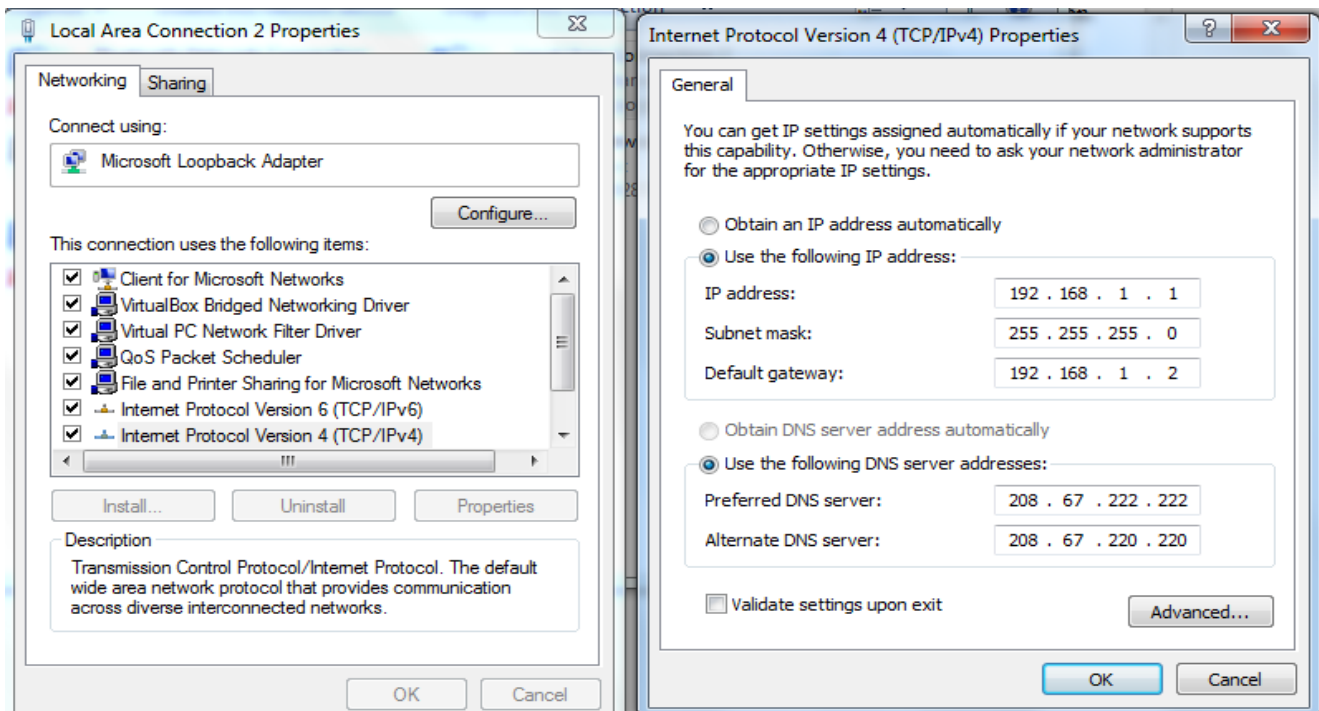 Local Area Connection 2 Properties
Networking
Sharing
Connect using:
Microsoft Loopback Adapter
Configure...
This connection uses the following items:
Client for Microsoft Networks
VirtualBox Bridged Networking Driver
Virtual PC Network Filter Driver
QoS Packet Scheduler
File and Printer Sharing for Microsoft Networks
Internet Protocol Version 6 (TCP/IPv6)
Internet Protocol Version 4 (TCP/IPv4)
Install...
Uninstall
Properties
Description
Transmission Control Protocol/Internet Protocol. The default
wide area network protocol that provides communication
across diverse interconnected networks.
OK
Cancel
Internet Protocol Version 4 (TCP/IPv4) Properties
General
You can get IP settings assigned automatically if your network supports
this capability. Otherwise, you need to ask your network administrator
for the appropriate IP settings.
Obtain an IP address automatically
Use the following IP address:
IP address: 192 . 168 . 1 . 1
Subnet mask: 255 . 255 . 255 . 0
Default gateway: 192 . 168 . 1 . 2
Obtain DNS server address automatically
Use the following DNS server addresses:
Preferred DNS server: 208 . 67 . 222 . 222
Alternate DNS server: 208 . 67 . 220 . 220
Validate settings upon exit
Advanced...
OK
Cancel